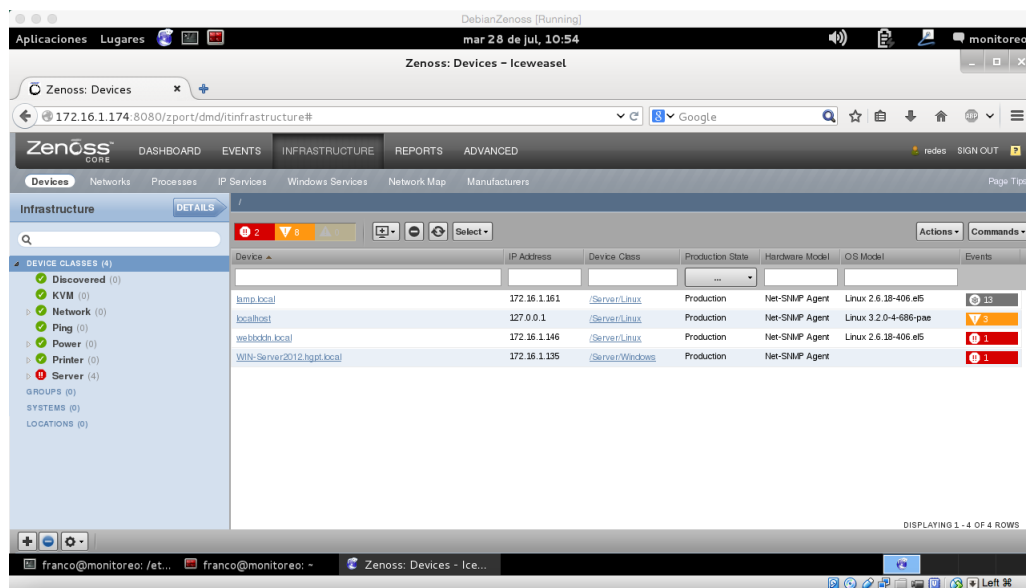 DebianZenoss [Running]
Aplicaciones Lugares mar 28 de jul, 10:54 monitoreo
Zenoss: Devices - Iceweasel
Zenoss: Devices
172.16.1.174:8080/zport/dmd/itinfrastructure# Google
Zenoss CORE DASHBOARD EVENTS INFRASTRUCTURE REPORTS ADVANCED redes SIGN OUT ?
Devices Networks Processes IP Services Windows Services Network Map Manufacturers Page Tips
Infrastructure DETAILS /
2 8 Select Actions Commands
Device IP Address Device Class Production State Hardware Model OS Model Events
...
DEVICE CLASSES (4)
Discovered (0)
KVM (0)
Network (0)
Ping (0)
Power (0)
Printer (0)
Server (4)
GROUPS (0)
SYSTEMS (0)
LOCATIONS (0)
lamp.local 172.16.1.161 /Server/Linux Production Net-SNMP Agent Linux 2.6.18-406.el5 13
localhost 127.0.0.1 /Server/Linux Production Net-SNMP Agent Linux 3.2.0-4-686-pae 3
webbddn.local 172.16.1.146 /Server/Linux Production Net-SNMP Agent Linux 2.6.18-406.el5 1
WIN-Server2012.hgpt.local 172.16.1.135 /Server/Windows Production Net-SNMP Agent 1
DISPLAYING 1 - 4 OF 4 ROWS
franco@monitoreo: /et... franco@monitoreo: ~ Zenoss: Devices - Ice...
Left ⌘